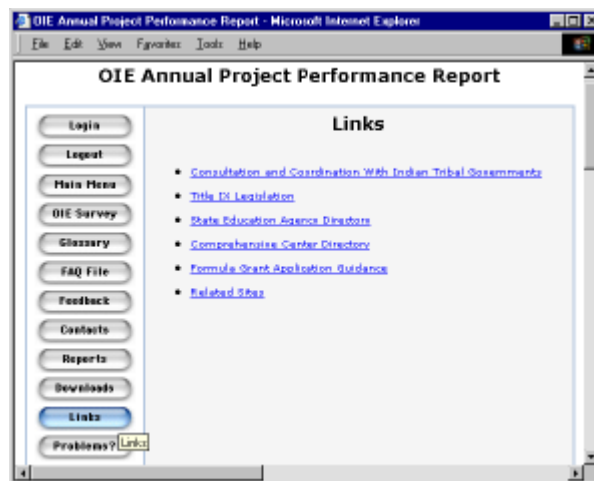 OIE Annual Project Performance Report - Microsoft Internet Explorer
File Edit View Favorites Tools Help
OIE Annual Project Performance Report
Login
Logout
Main Menu
OIE Survey
Glossary
FAQ File
Feedback
Contacts
Reports
Downloads
Links
Problems?
Links
Links
Consultation and Coordination With Indian Tribal Governments
Title IX Legislation
State Education Agency Directors
Comprehensive Center Directory
Formula Grant Application Guidance
Related Sites